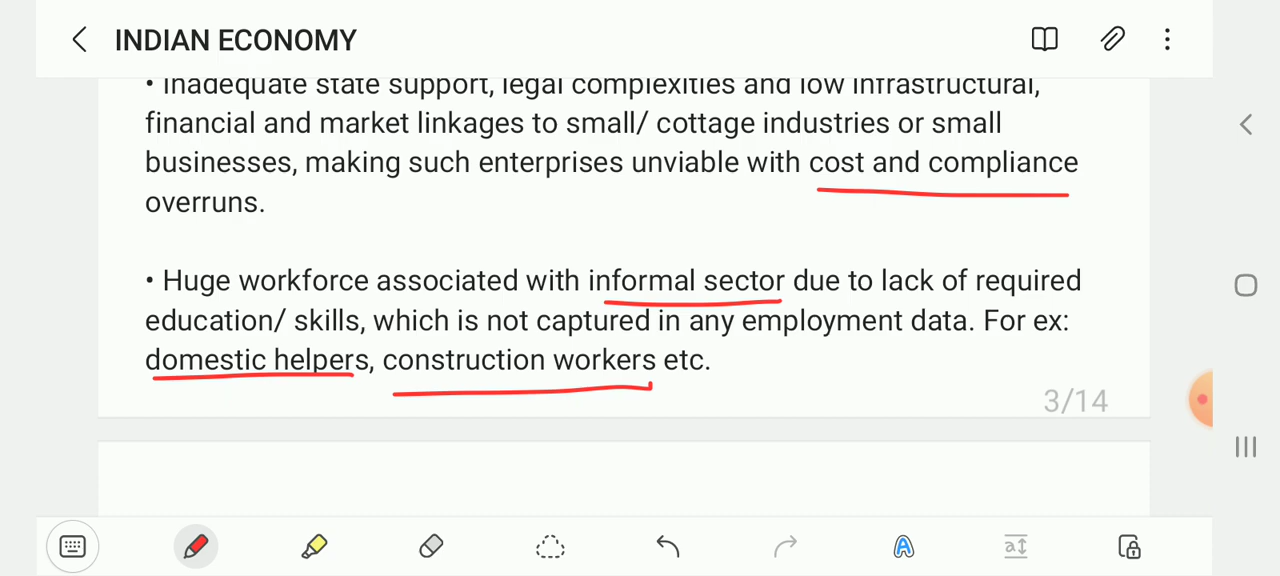 INDIAN ECONOMY
• Inadequate state support, legal complexities and low infrastructural,
financial and market linkages to small/ cottage industries or small
businesses, making such enterprises unviable with cost and compliance
overruns.
• Huge workforce associated with informal sector due to lack of required
education/ skills, which is not captured in any employment data. For ex:
domestic helpers, construction workers etc.
3/14
A
a